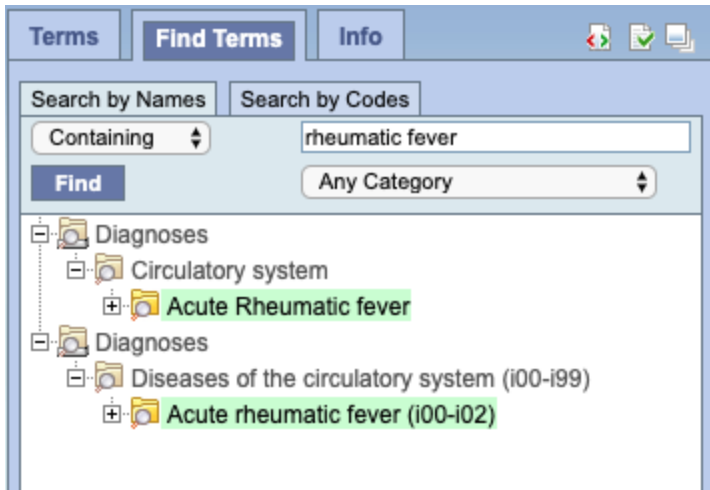 Terms Find Terms Info
Search by Names Search by Codes
Containing rheumatic fever
Find Any Category
Diagnoses
Circulatory system
Acute Rheumatic fever
Diagnoses
Diseases of the circulatory system (i00-i99)
Acute rheumatic fever (i00-i02)